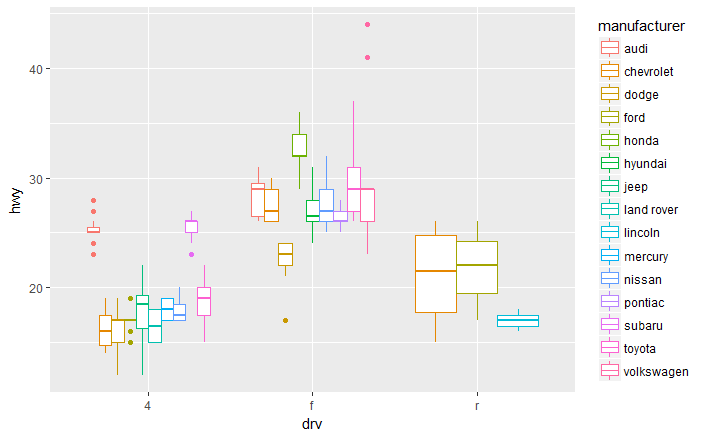 hwy
40
30
20
4
f
r
drv
manufacturer
audi
chevrolet
dodge
ford
honda
hyundai
jeep
land rover
lincoln
mercury
nissan
pontiac
subaru
toyota
volkswagen